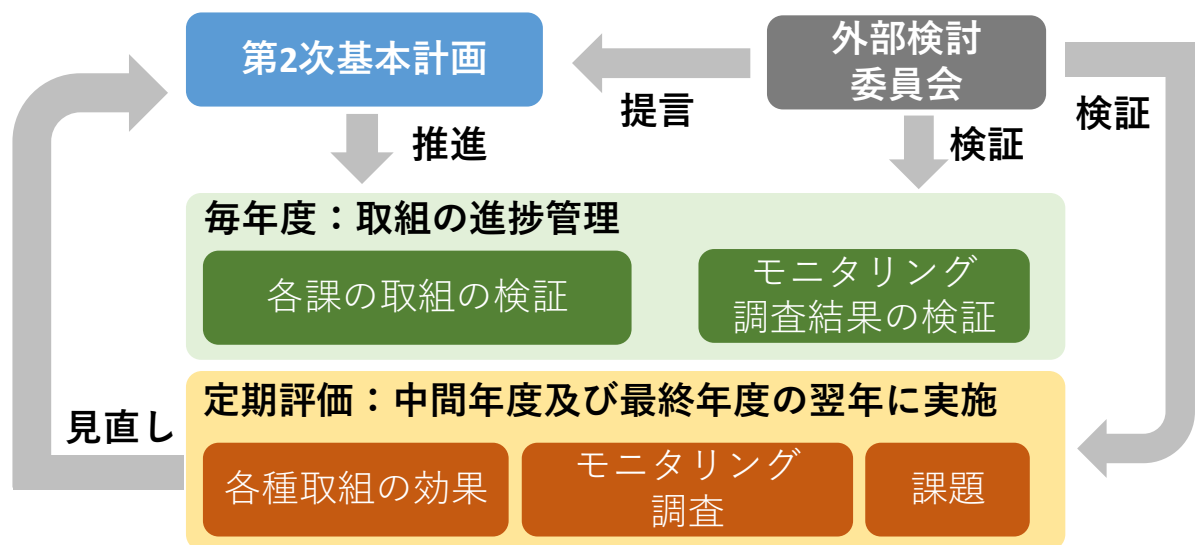 第2次基本計画
外部検討
委員会
提言
検証
推進
検証
毎年度：取組の進捗管理
各課の取組の検証
モニタリング
調査結果の検証
定期評価：中間年度及び最終年度の翌年に実施
見直し
各種取組の効果
モニタリング
調査
課題